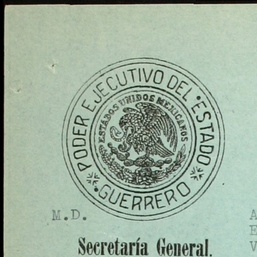 PODER EJECUTIVO DEL ESTADO
ESTADOS UNIDOS MEXICANOS
GUERRERO
M.D.
Secretaría General.